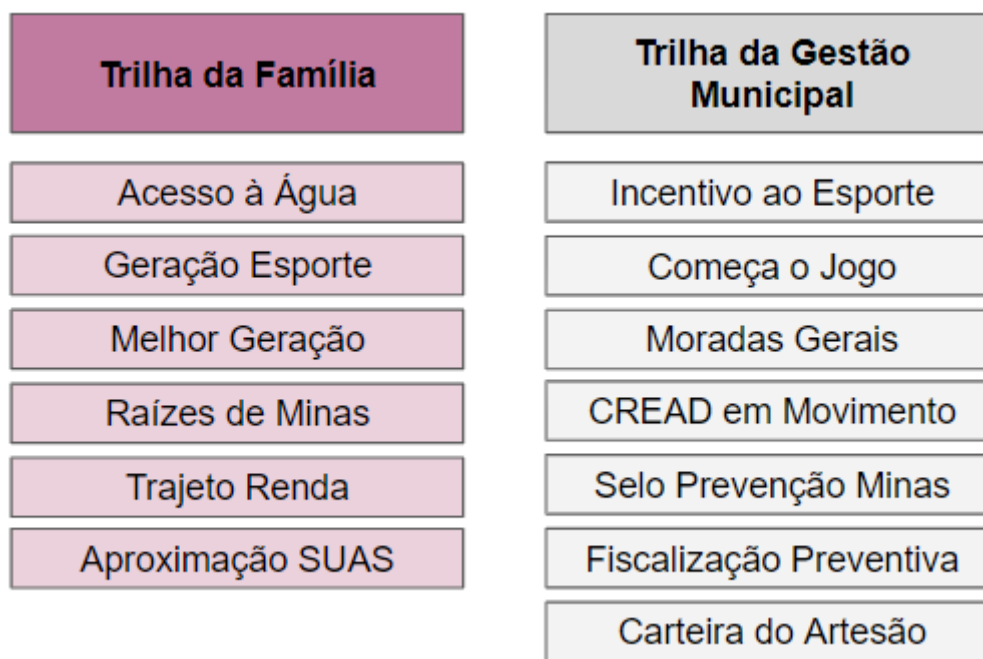 Trilha da Família
Acesso à Água
Geração Esporte
Melhor Geração
Raízes de Minas
Trajeto Renda
Aproximação SUAS
Trilha da Gestão
Municipal
Incentivo ao Esporte
Começa o Jogo
Moradas Gerais
CREAD em Movimento
Selo Prevenção Minas
Fiscalização Preventiva
Carteira do Artesão